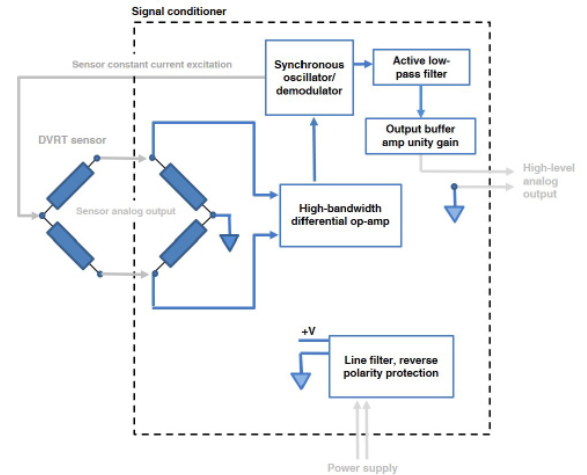 Signal conditioner
Sensor constant current excitation
Synchronous
oscillator/
demodulator
Active low-
pass filter
Output buffer
amp unity gain
DVRT sensor
High-level
analog
output
Sensor analog output
High-bandwidth
differential op-amp
+V
Line filter, reverse
polarity protection
Power supply